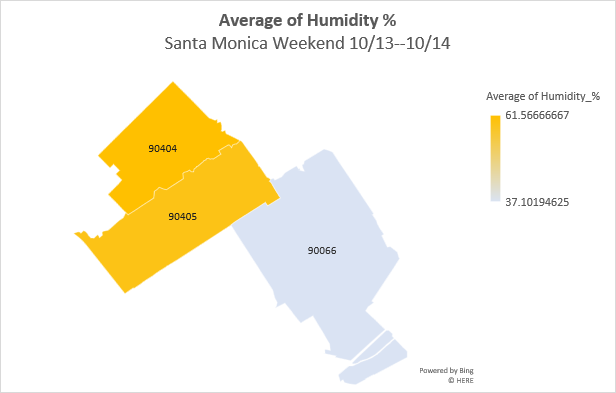 Average of Humidity %
Santa Monica Weekend 10/13--10/14
Average of Humidity_%
61.56666667
37.10194625
90404
90405
90066
Powered by Bing
© HERE